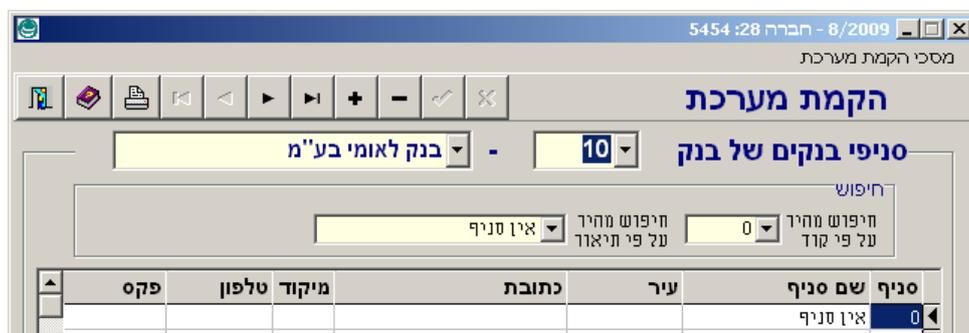 8/2009 - חברה 28: 5454
מסכי הקמת מערכת
הקמת מערכת
סניפי בנקים של בנק 10 - בנק לאומי בע''מ
חיפוש
חיפוש מהיר על פי קוד 0
חיפוש מהיר על פי תיאור אין סניף
סניף שם סניף עיר כתובת מיקוד טלפון פקס
0 אין סניף